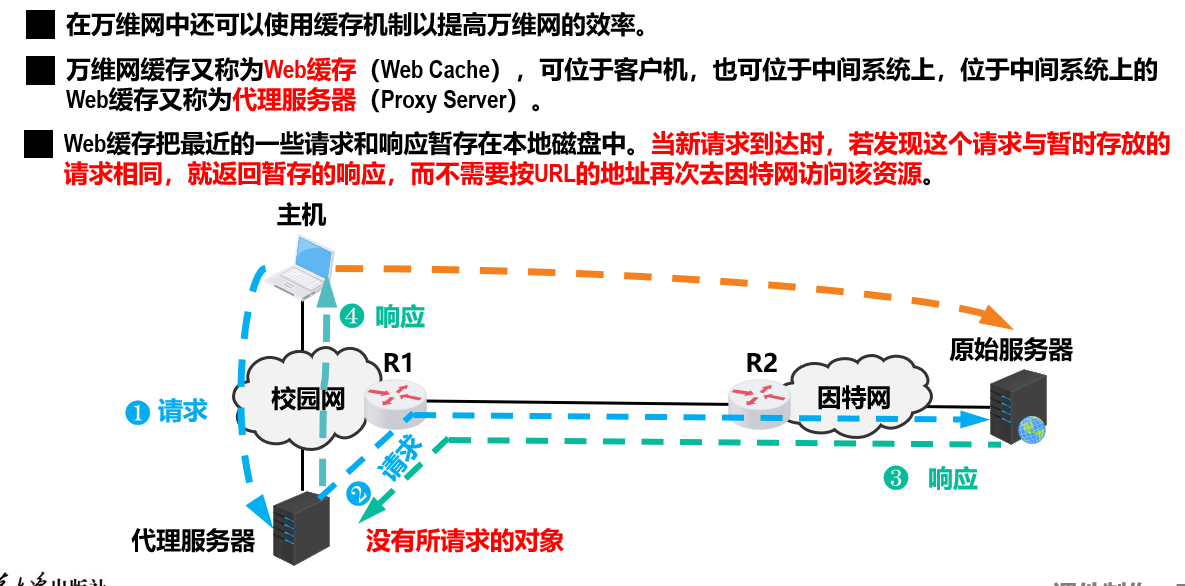 在万维网中还可以使用缓存机制以提高万维网的效率。
万维网缓存又称为Web缓存（Web Cache），可位于客户机，也可位于中间系统上，位于中间系统上的
Web缓存又称为代理服务器（Proxy Server）。
Web缓存把最近的一些请求和响应暂存在本地磁盘中。当新请求到达时，若发现这个请求与暂时存放的
请求相同，就返回暂存的响应，而不需要按URL的地址再次去因特网访问该资源。
主机
❹ 响应
原始服务器
R1
R2
校园网
因特网
❶ 请求
❷ 请求
❸ 响应
代理服务器
没有所请求的对象